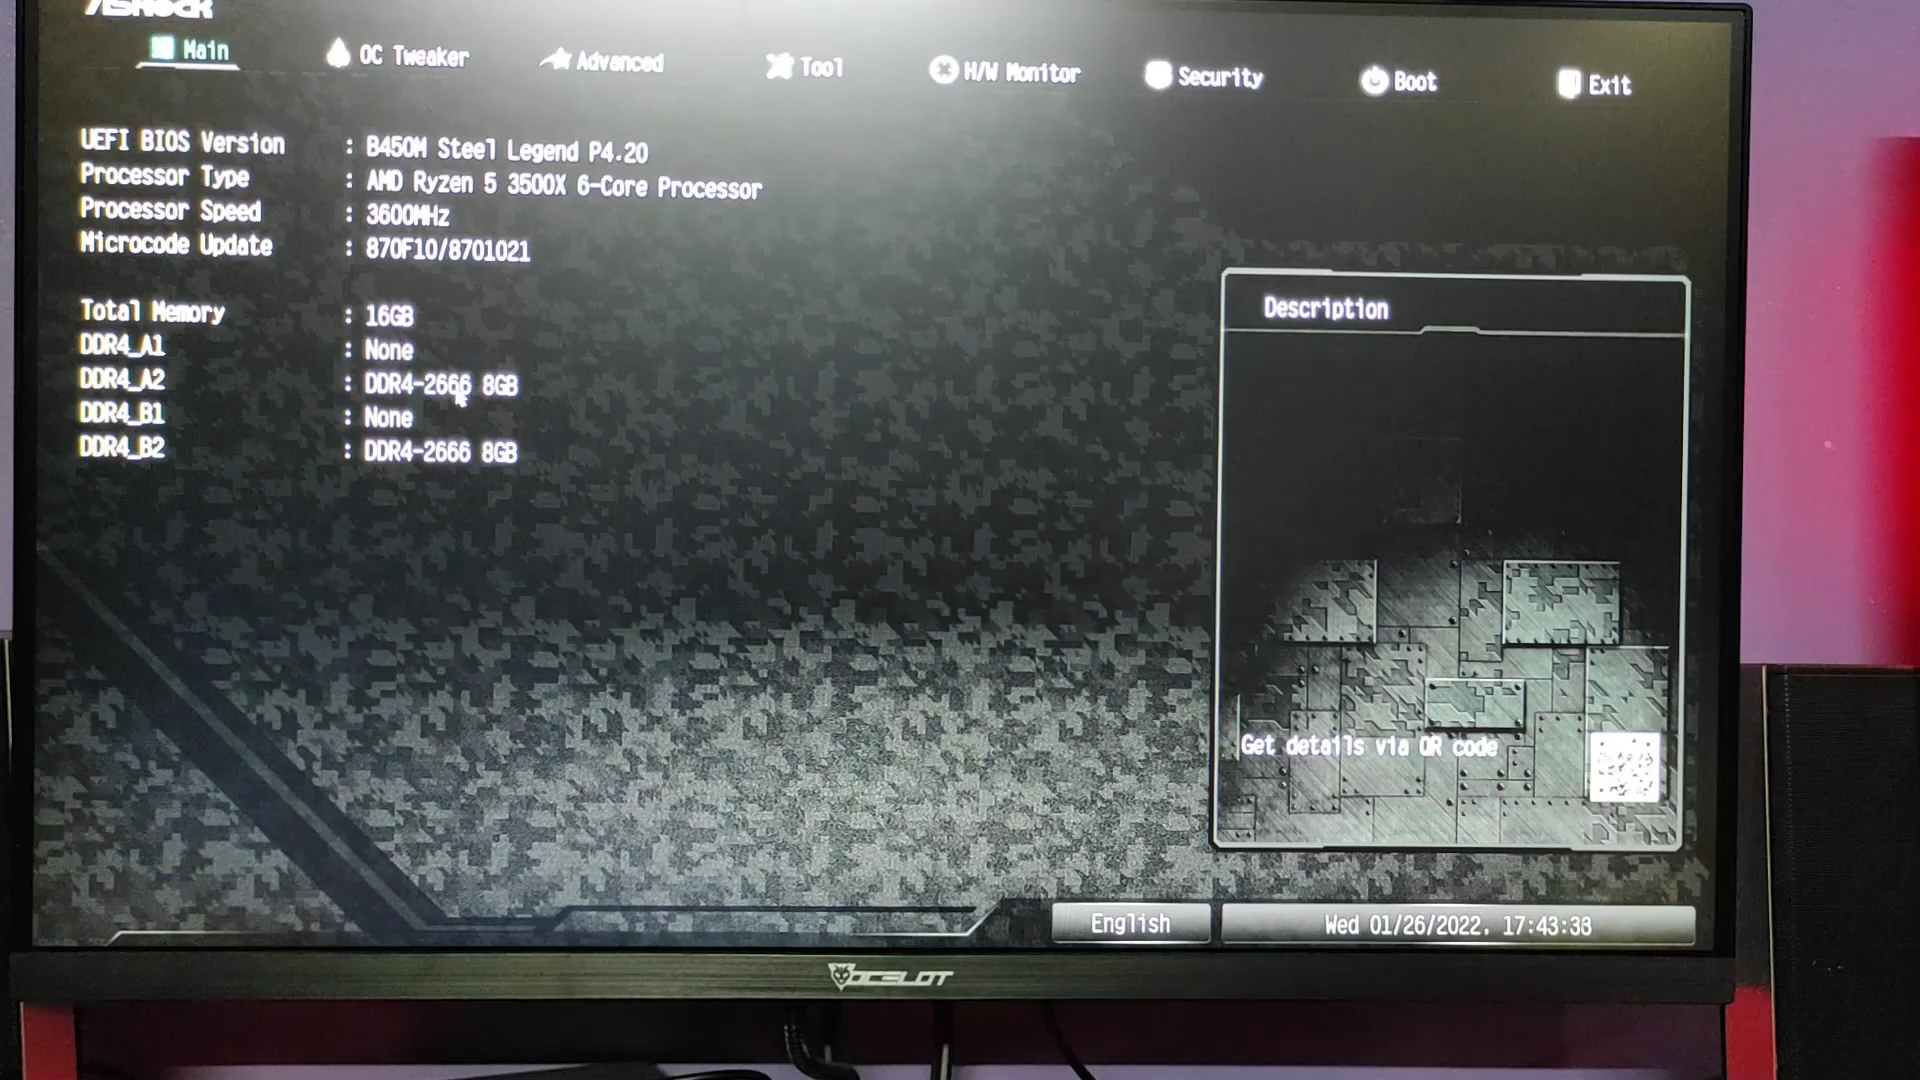 ASRock
Main OC Tweaker Advanced Tool H/W Monitor Security Boot Exit
UEFI BIOS Version : B450M Steel Legend P4.20
Processor Type : AMD Ryzen 5 3500X 6-Core Processor
Processor Speed : 3600MHz
Microcode Update : 870F10/8701021
Total Memory : 16GB
DDR4_A1 : None
DDR4_A2 : DDR4-2666 8GB
DDR4_B1 : None
DDR4_B2 : DDR4-2666 8GB
Description
Get details via QR code
English Wed 01/26/2022, 17:43:38
OCELOT